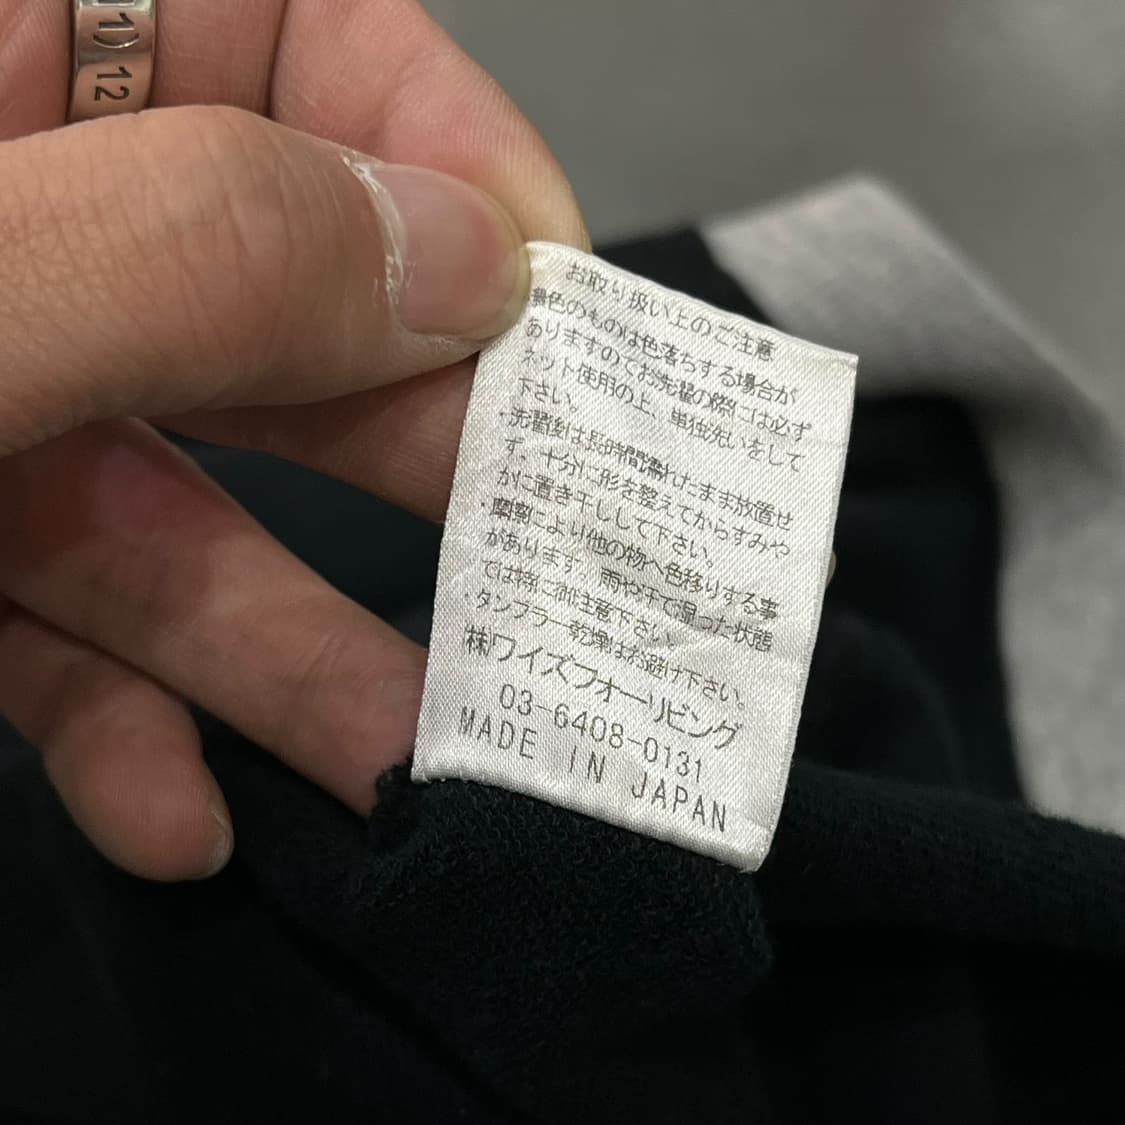 1) 12
お取り扱い上のご注意
濃色のものは色落ちする場合が
ありますのでお洗濯の際には必ず
ネット使用の上、単独洗いをして
下さい。
・洗濯後は長時間濡れたまま放置せ
ず、十分に形を整えてからすみや
かに置き干しして下さい。
・摩擦により他の物へ色移りする事
があります。雨や汗で湿った状態
では特に御注意下さい。
・タンブラー乾燥はお避け下さい。
㈱ワイズフォーリビング
03-6408-0131
MADE IN JAPAN